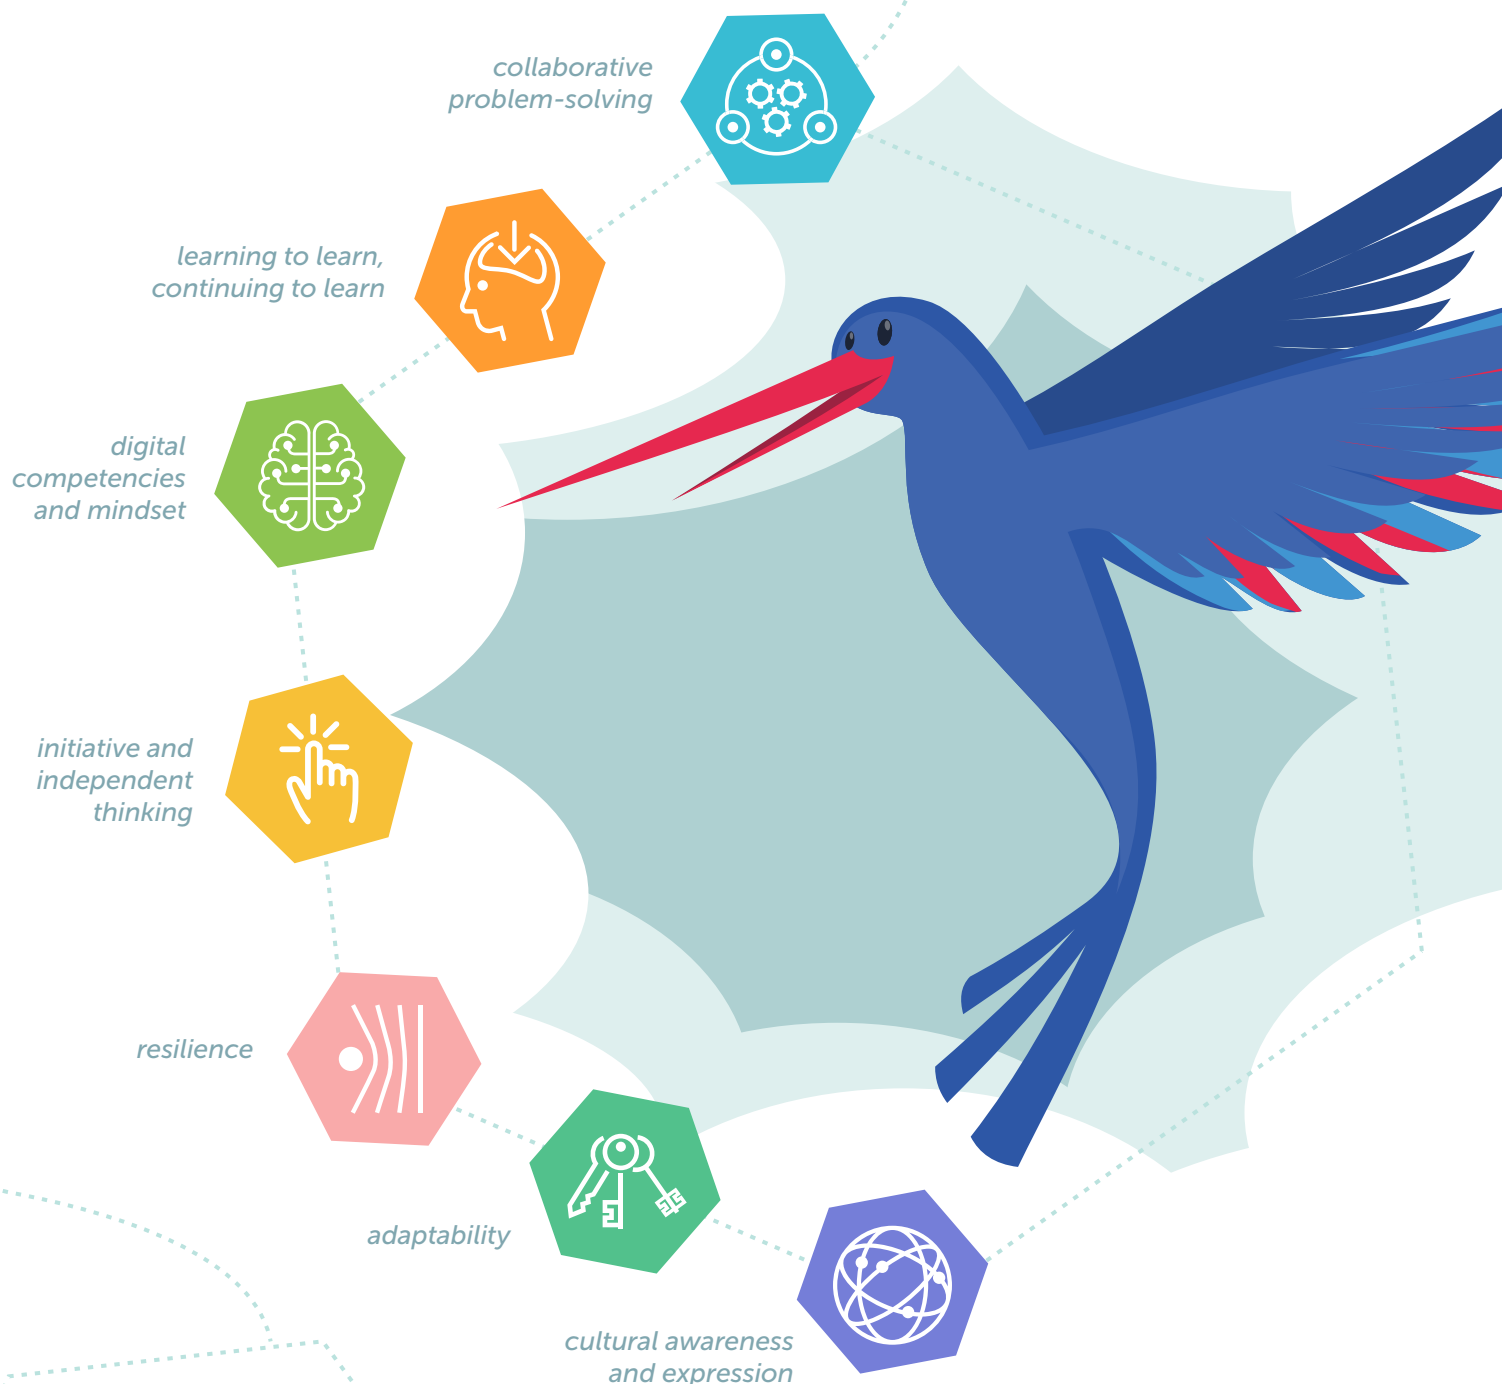 collaborative
problem-solving
learning to learn,
continuing to learn
digital
competencies
and mindset
initiative and
independent
thinking
resilience
adaptability
cultural awareness
and expression